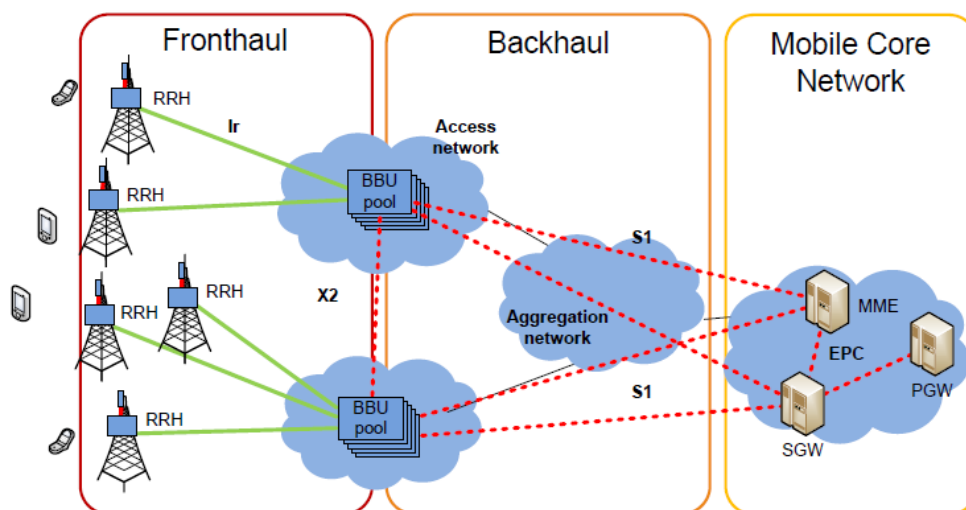 Fronthaul
Backhaul
Mobile Core
Network
RRH
Ir
Access
network
BBU
pool
RRH
S1
X2
RRH
RRH
Aggregation
network
MME
EPC
PGW
BBU
pool
S1
RRH
SGW